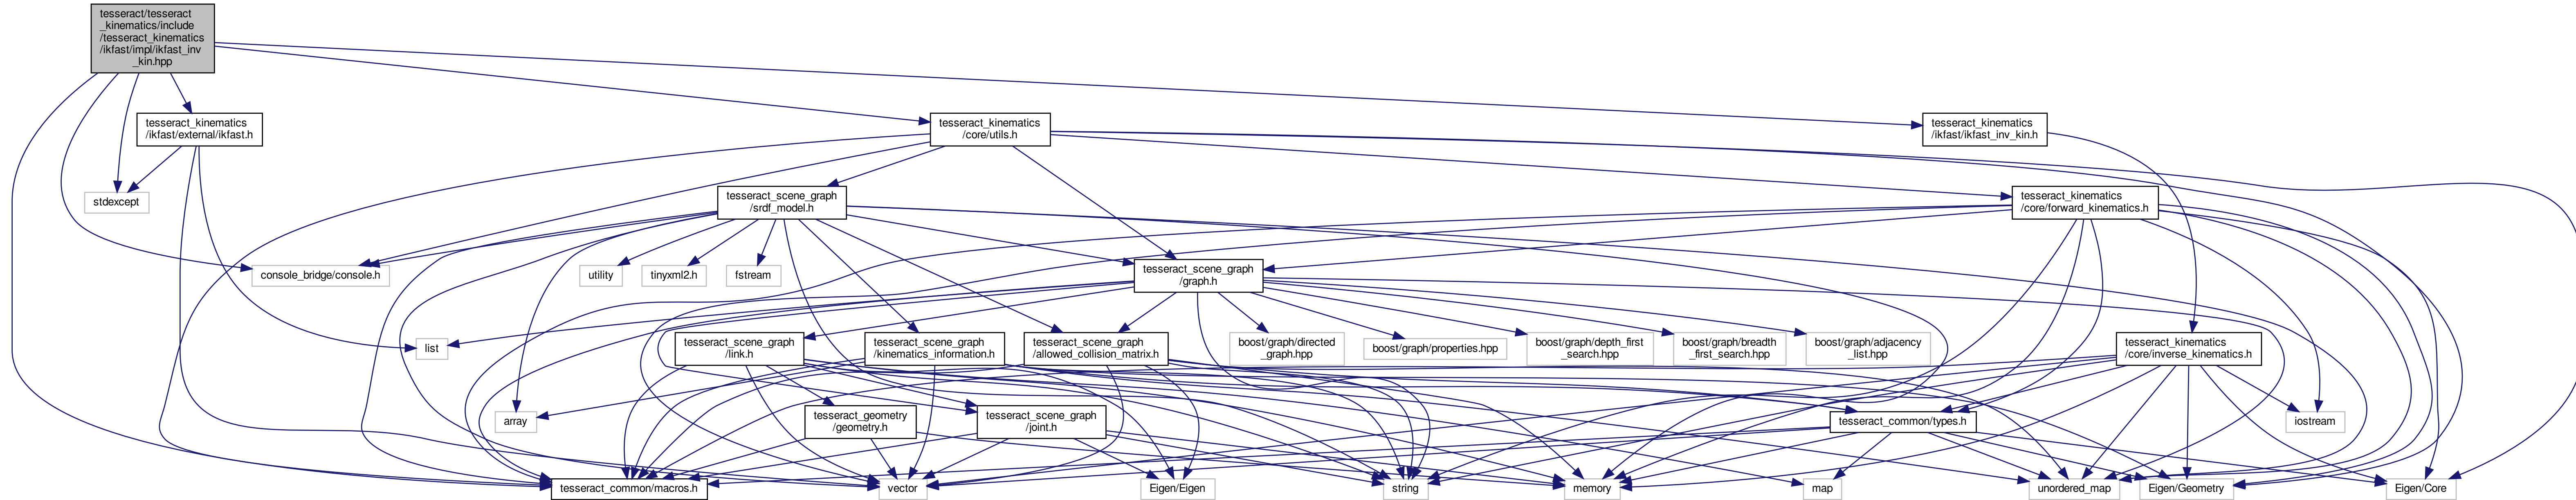 tesseract/tesseract
_kinematics/include
/tesseract_kinematics
/ikfast/impl/ikfast_inv
_kin.hpp
tesseract_kinematics
/ikfast/external/ikfast.h
tesseract_kinematics
/core/utils.h
tesseract_kinematics
/ikfast/ikfast_inv_kin.h
stdexcept
tesseract_scene_graph
/srdf_model.h
tesseract_kinematics
/core/forward_kinematics.h
console_bridge/console.h
utility
tinyxml2.h
fstream
tesseract_scene_graph
/graph.h
list
tesseract_scene_graph
/link.h
tesseract_scene_graph
/kinematics_information.h
tesseract_scene_graph
/allowed_collision_matrix.h
boost/graph/directed
_graph.hpp
boost/graph/properties.hpp
boost/graph/depth_first
_search.hpp
boost/graph/breadth
_first_search.hpp
boost/graph/adjacency
_list.hpp
tesseract_kinematics
/core/inverse_kinematics.h
array
tesseract_geometry
/geometry.h
tesseract_scene_graph
/joint.h
tesseract_common/types.h
iostream
tesseract_common/macros.h
vector
Eigen/Eigen
string
memory
map
unordered_map
Eigen/Geometry
Eigen/Core